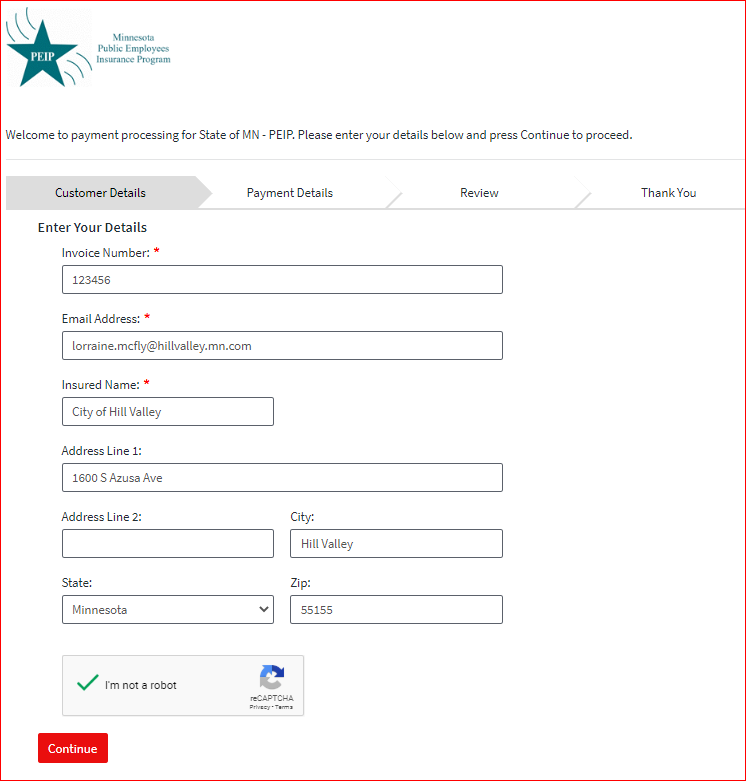 PEIP
Minnesota
Public Employees
Insurance Program
Welcome to payment processing for State of MN - PEIP. Please enter your details below and press Continue to proceed.
Customer Details Payment Details Review Thank You
Enter Your Details
Invoice Number: *
123456
Email Address: *
lorraine.mcfly@hillvalley.mn.com
Insured Name: *
City of Hill Valley
Address Line 1:
1600 S Azusa Ave
Address Line 2: City:
Hill Valley
State: Zip:
Minnesota 55155
I'm not a robot
reCAPTCHA
Privacy - Terms
Continue